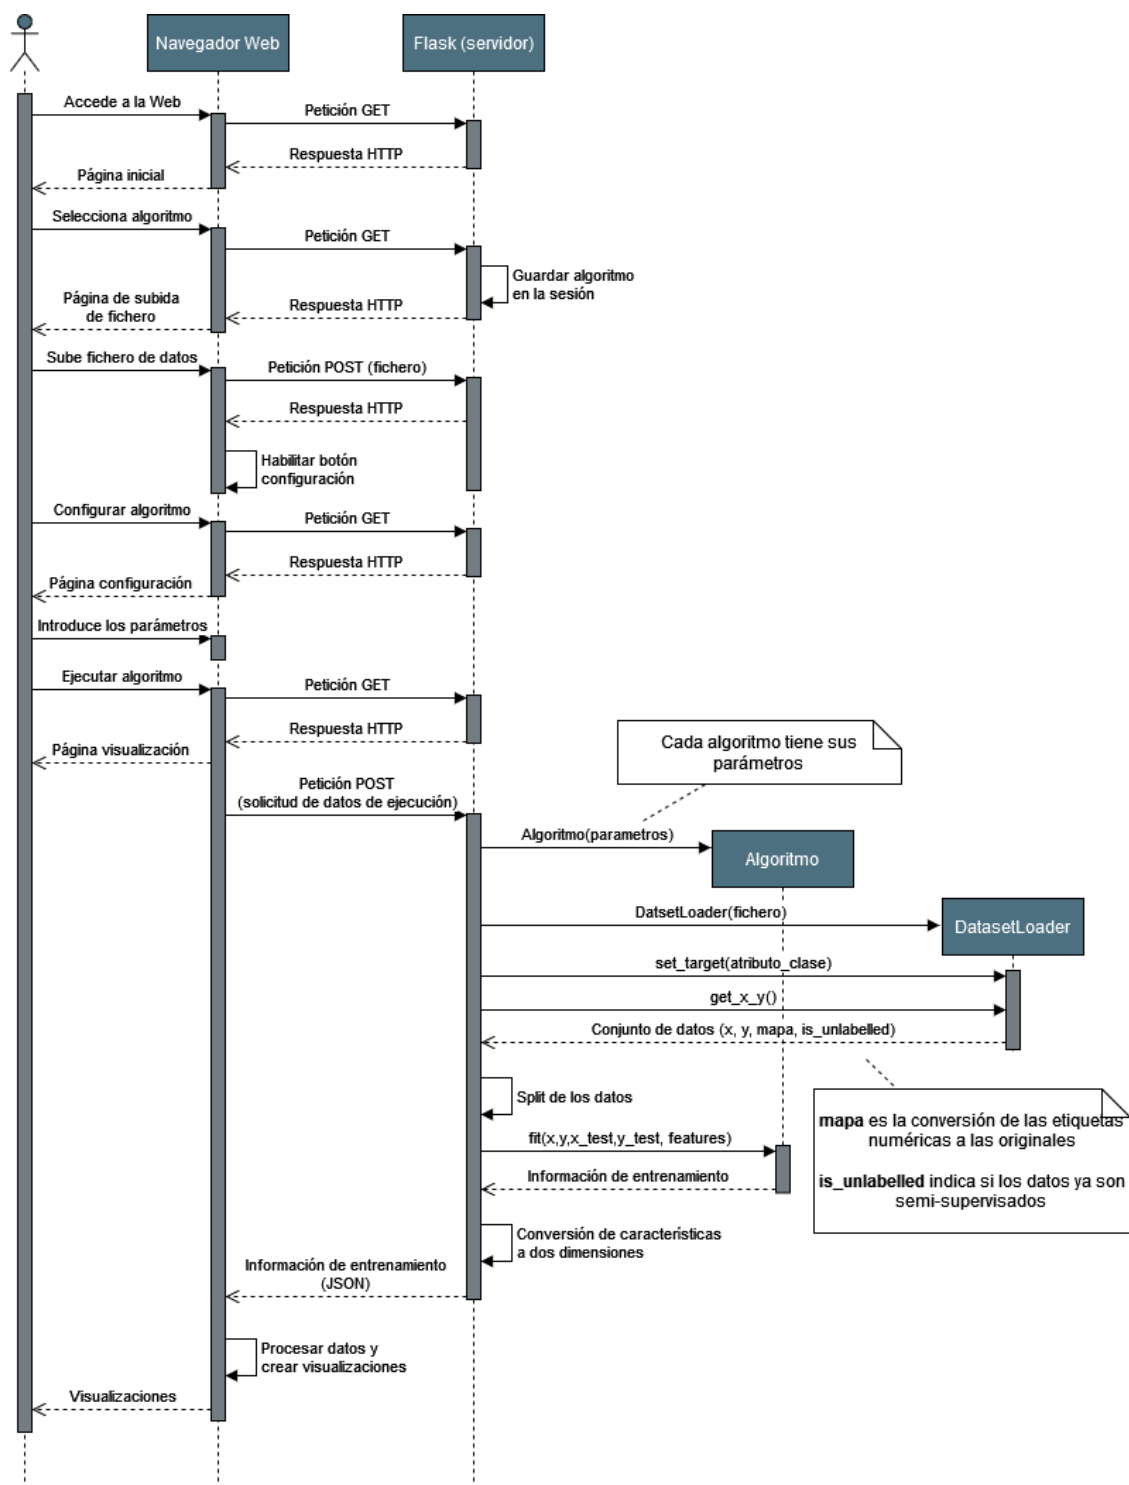 Navegador Web
Flask (servidor)
Accede a la Web
Petición GET
Respuesta HTTP
Página inicial
Selecciona algoritmo
Petición GET
Guardar algoritmo
en la sesión
Respuesta HTTP
Página de subida
de fichero
Sube fichero de datos
Petición POST (fichero)
Respuesta HTTP
Habilitar botón
configuración
Configurar algoritmo
Petición GET
Respuesta HTTP
Página configuración
Introduce los parámetros
Ejecutar algoritmo
Petición GET
Respuesta HTTP
Página visualización
Cada algoritmo tiene sus
parámetros
Petición POST
(solicitud de datos de ejecución)
Algoritmo(parametros)
Algoritmo
DatsetLoader(fichero)
DatasetLoader
set_target(atributo_clase)
get_x_y()
Conjunto de datos (x, y, mapa, is_unlabelled)
Split de los datos
mapa es la conversión de las etiquetas
numéricas a las originales
is_unlabelled indica si los datos ya son
semi-supervisados
fit(x,y,x_test,y_test, features)
Información de entrenamiento
Conversión de características
a dos dimensiones
Información de entrenamiento
(JSON)
Procesar datos y
crear visualizaciones
Visualizaciones